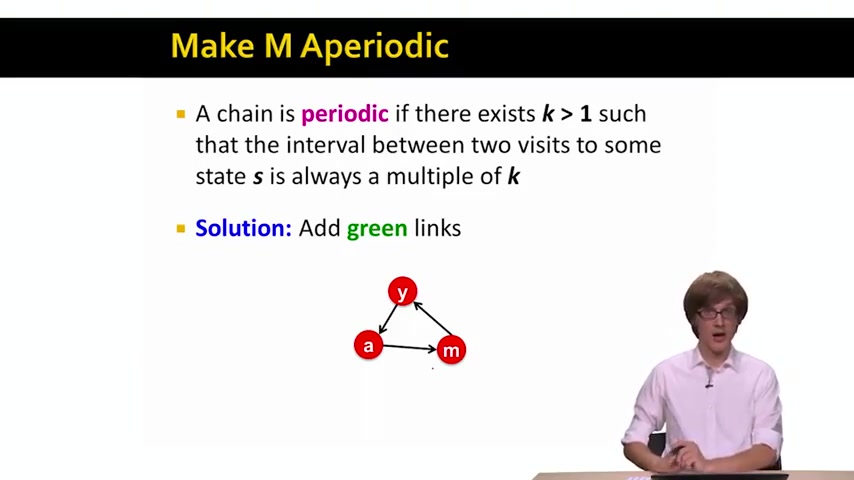 Make M Aperiodic
A chain is periodic if there exists k > 1 such
that the interval between two visits to some
state s is always a multiple of k
Solution: Add green links
y
a
m